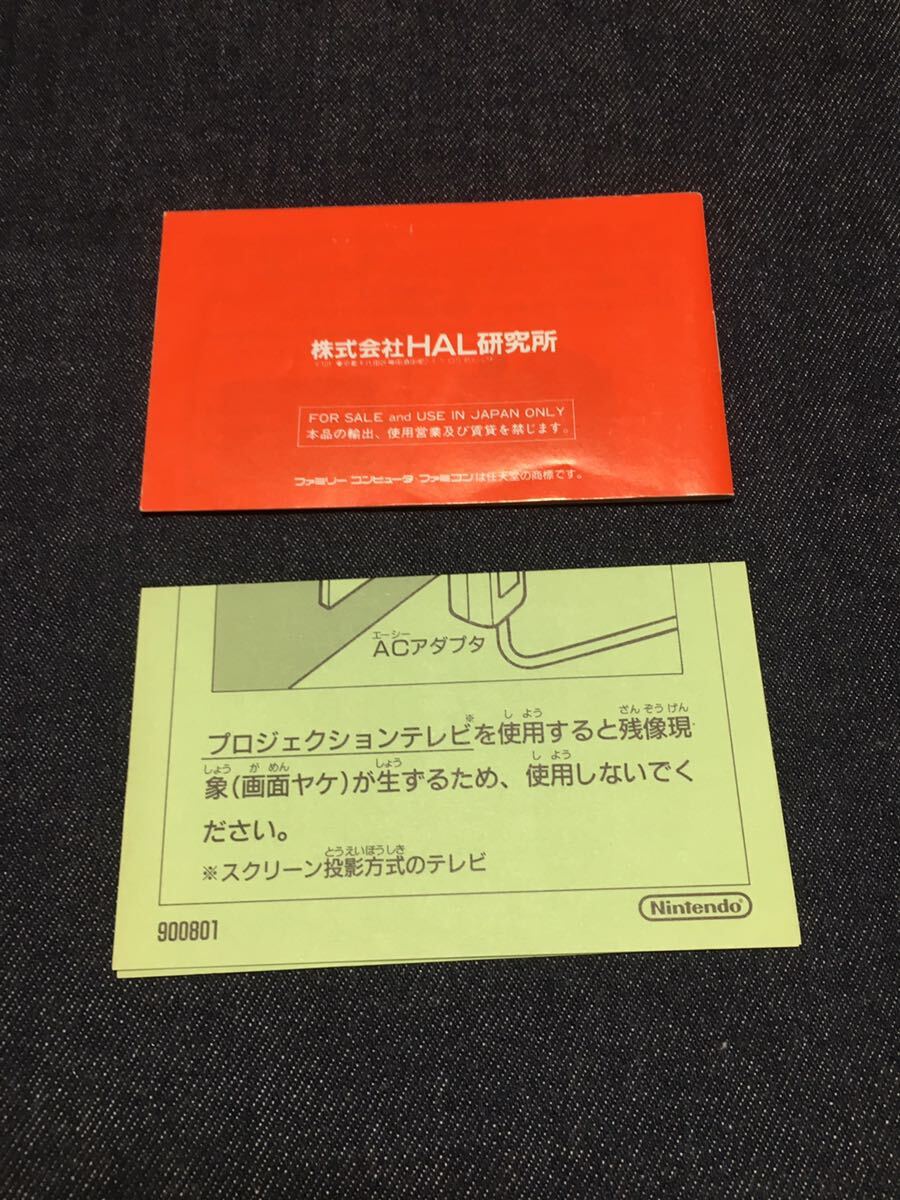 株式会社HAL研究所
FOR SALE and USE IN JAPAN ONLY
本品の輸出、使用営業及び賃貸を禁じます。
ファミリー コンピュータ ファミコンは任天堂の商標です。
エーシー
ACアダプタ
しよう ざんぞうげん
プロジェクションテレビ※を使用すると残像現
しょう がめん しょう しよう
象(画面ヤケ)が生ずるため、使用しないでく
ださい。
とうえいほうしき
※スクリーン投影方式のテレビ
Nintendo
900801